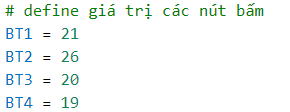 # define giá trị các nút bấm
BT1 = 21
BT2 = 26
BT3 = 20
BT4 = 19